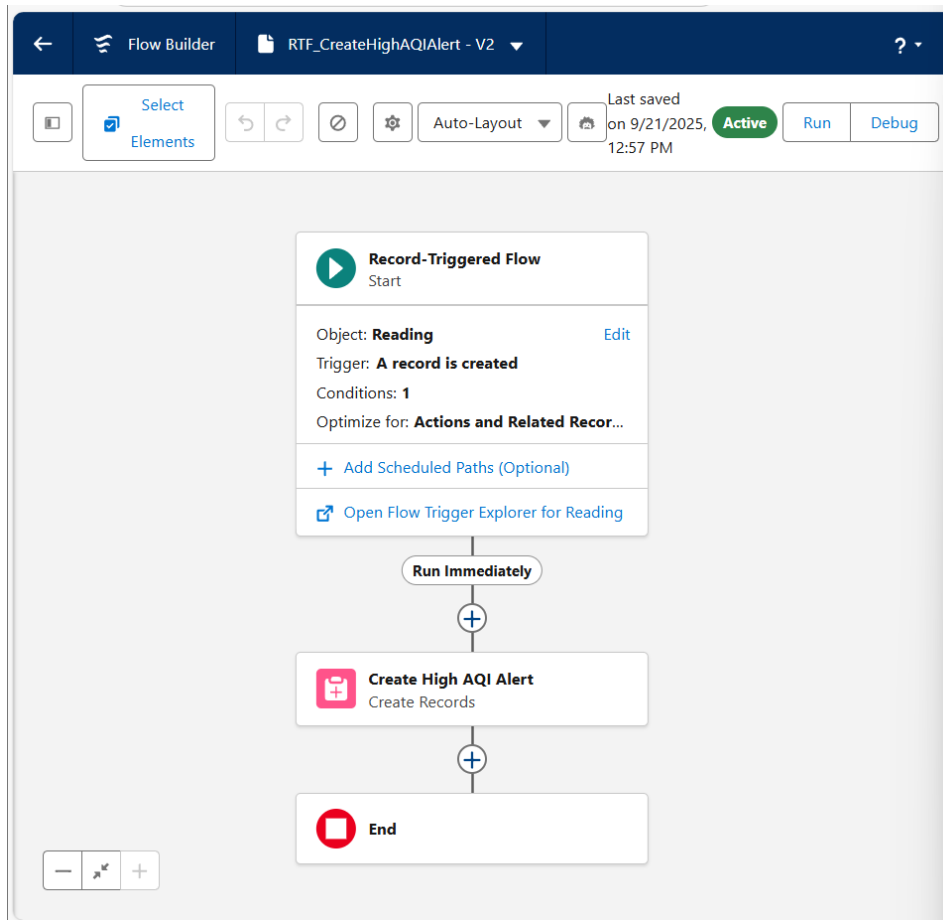 Flow Builder
RTF_CreateHighAQIAlert - V2
?
Select
Elements
Auto-Layout
Last saved
on 9/21/2025,
12:57 PM
Active
Run
Debug
Record-Triggered Flow
Start
Object: Reading
Edit
Trigger: A record is created
Conditions: 1
Optimize for: Actions and Related Recor...
+ Add Scheduled Paths (Optional)
Open Flow Trigger Explorer for Reading
Run Immediately
Create High AQI Alert
Create Records
End